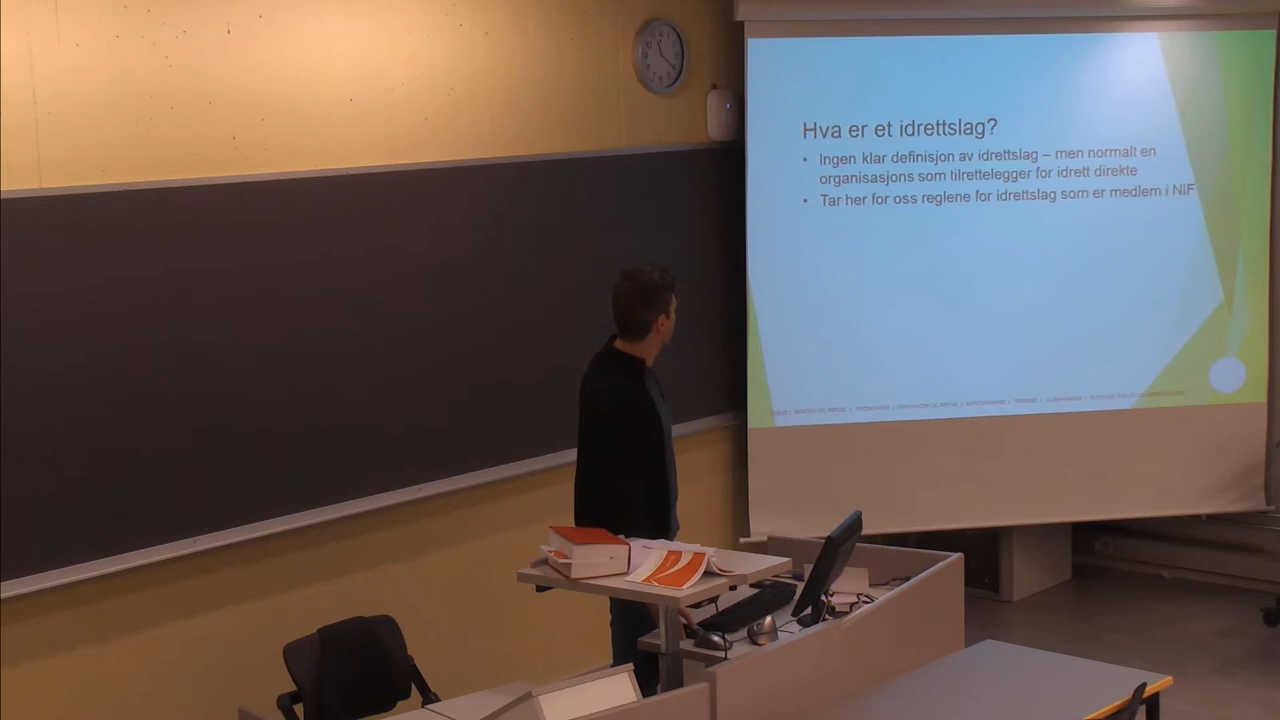 Hva er et idrettslag?
• Ingen klar definisjon av idrettslag – men normalt en
organisasjons som tilrettelegger for idrett direkte
• Tar her for oss reglene for idrettslag som er medlem i NIF